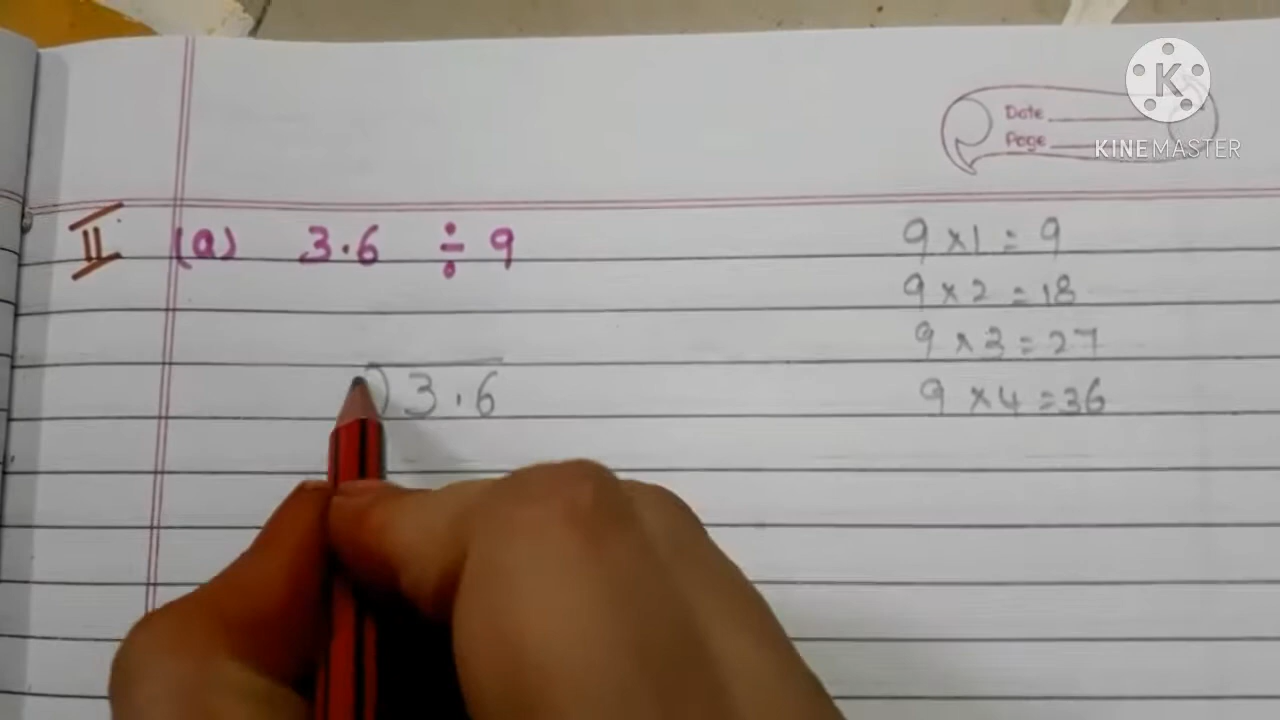 Date
Page
K
KINEMASTER
II (a) 3.6 ÷ 9
3.6
9 × 1 = 9
9 × 2 = 18
9 × 3 = 27
9 × 4 = 36